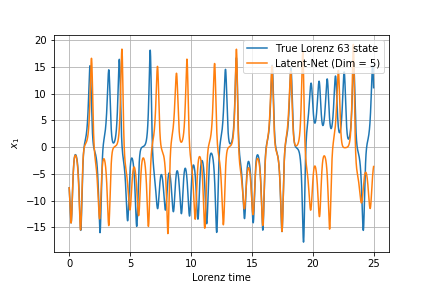 True Lorenz 63 state
Latent-Net (Dim = 5)
20
15
10
5
0
−5
−10
−15
x₁
0 5 10 15 20 25
Lorenz time